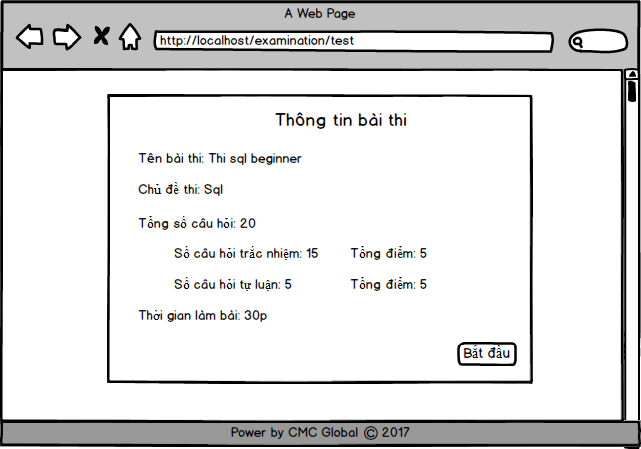 A Web Page
http://localhost/examination/test
Thông tin bài thi
Tên bài thi: Thi sql beginner
Chủ đề thi: Sql
Tổng số câu hỏi: 20
Số câu hỏi trắc nhiệm: 15 Tổng điểm: 5
Số câu hỏi tự luận: 5 Tổng điểm: 5
Thời gian làm bài: 30p
Bắt đầu
Power by CMC Global © 2017